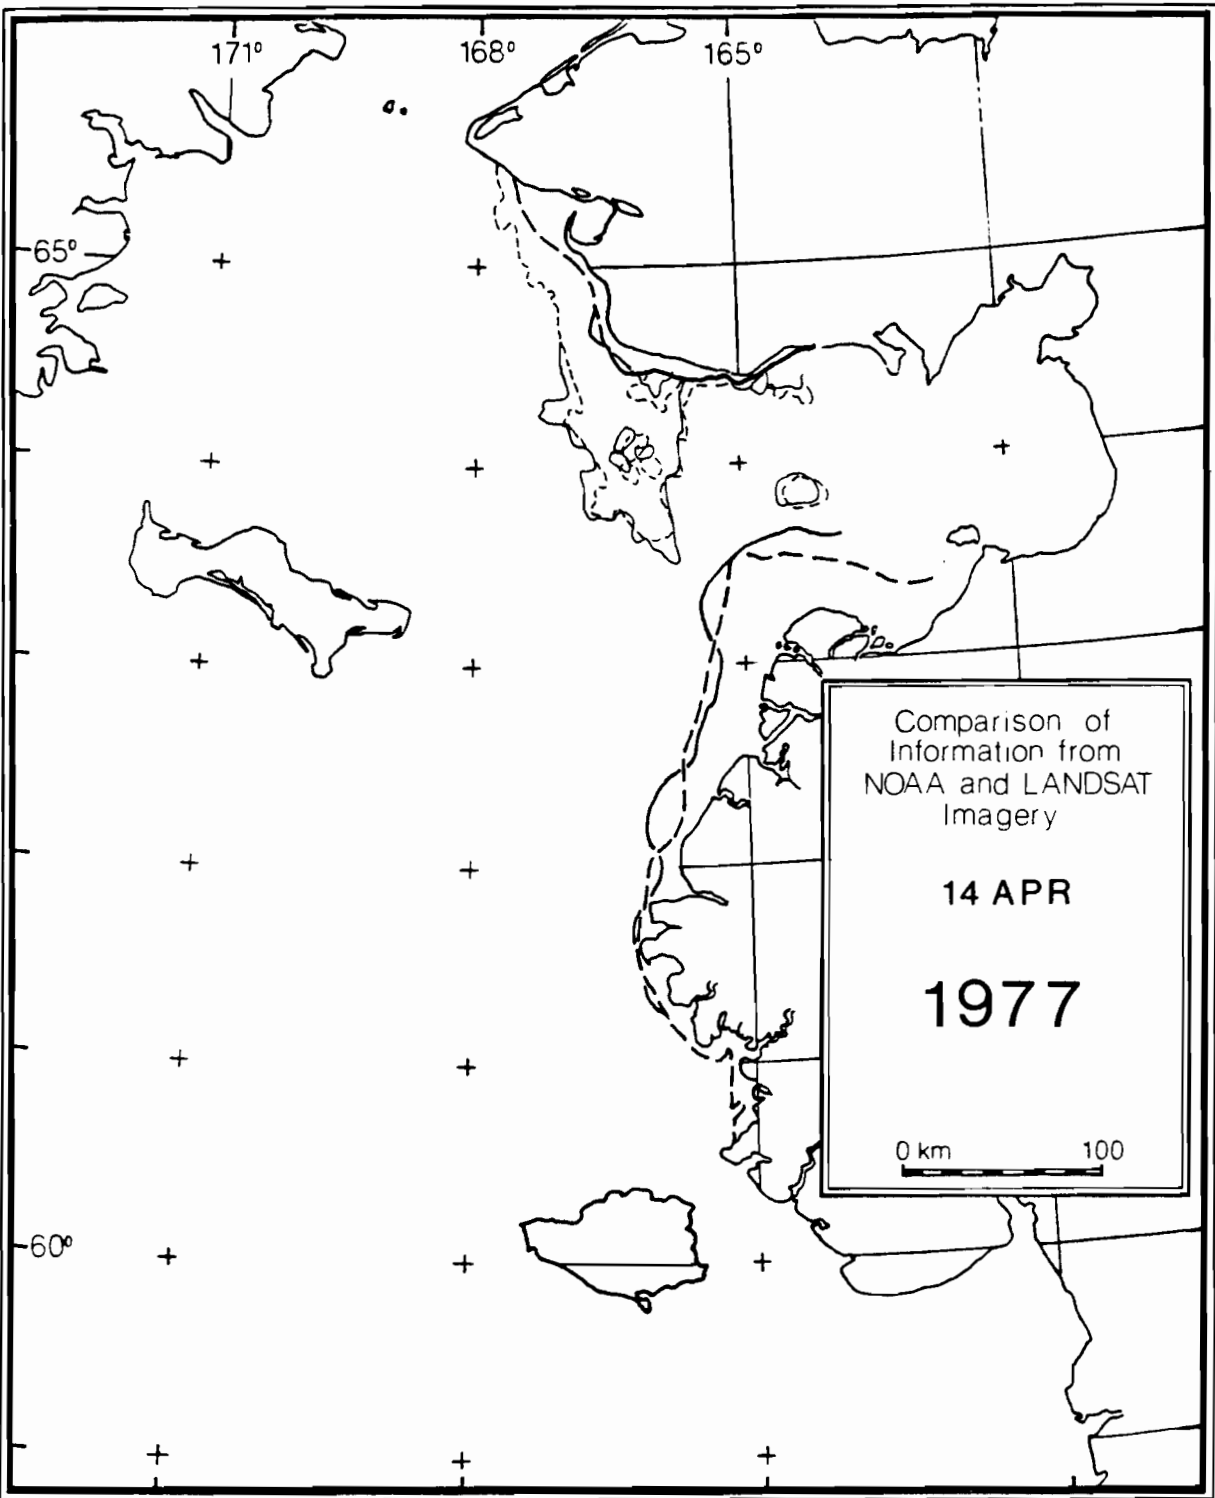 171° 168° 165°
65°
Comparison of
Information from
NOAA and LANDSAT
Imagery
14 APR
1977
0 km 100
60°